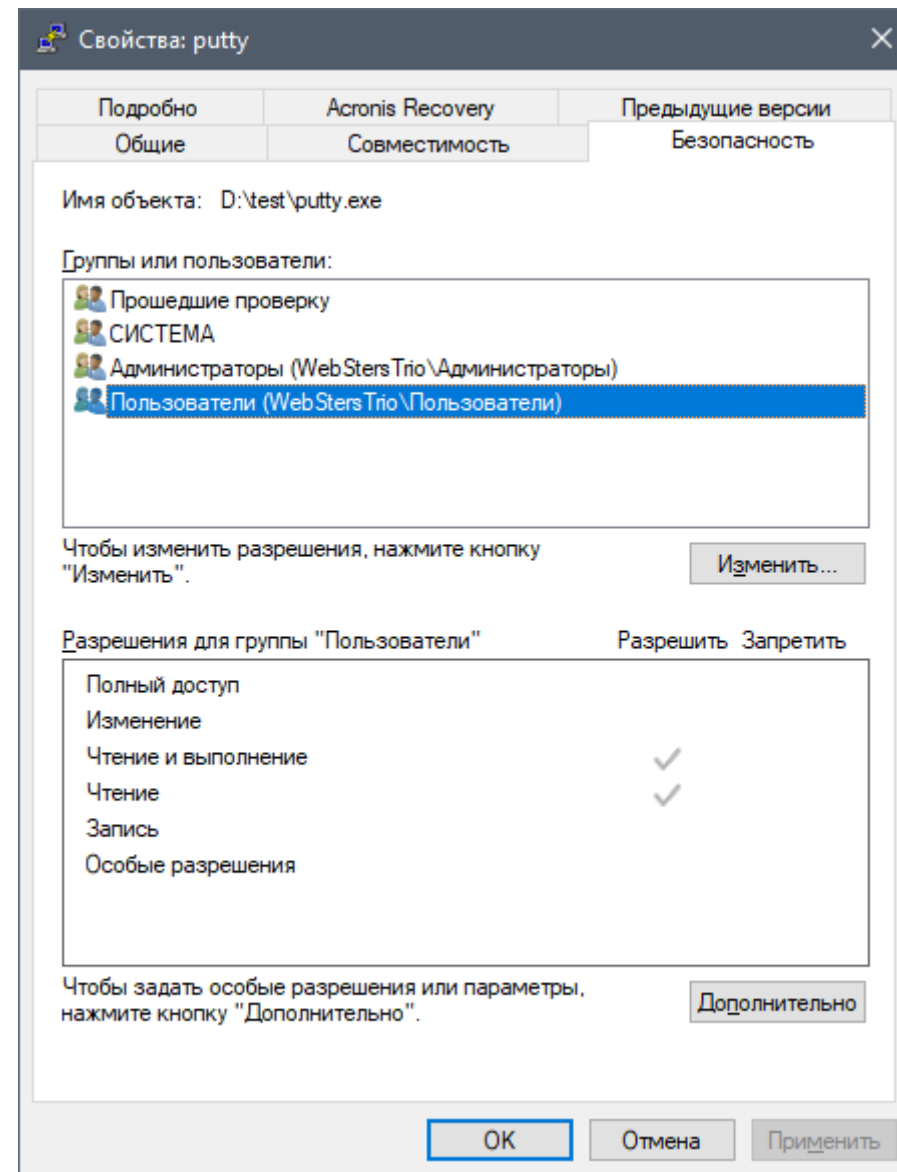 Свойства: putty
Подробно
Acronis Recovery
Предыдущие версии
Общие
Совместимость
Безопасность
Имя объекта: D:\test\putty.exe
Группы или пользователи:
Прошедшие проверку
СИСТЕМА
Администраторы (WebStersTrio\Администраторы)
Пользователи (WebStersTrio\Пользователи)
Чтобы изменить разрешения, нажмите кнопку
"Изменить".
Изменить...
Разрешения для группы "Пользователи"
Разрешить
Запретить
Полный доступ
Изменение
Чтение и выполнение
Чтение
Запись
Особые разрешения
Чтобы задать особые разрешения или параметры,
нажмите кнопку "Дополнительно".
Дополнительно
OK
Отмена
Применить